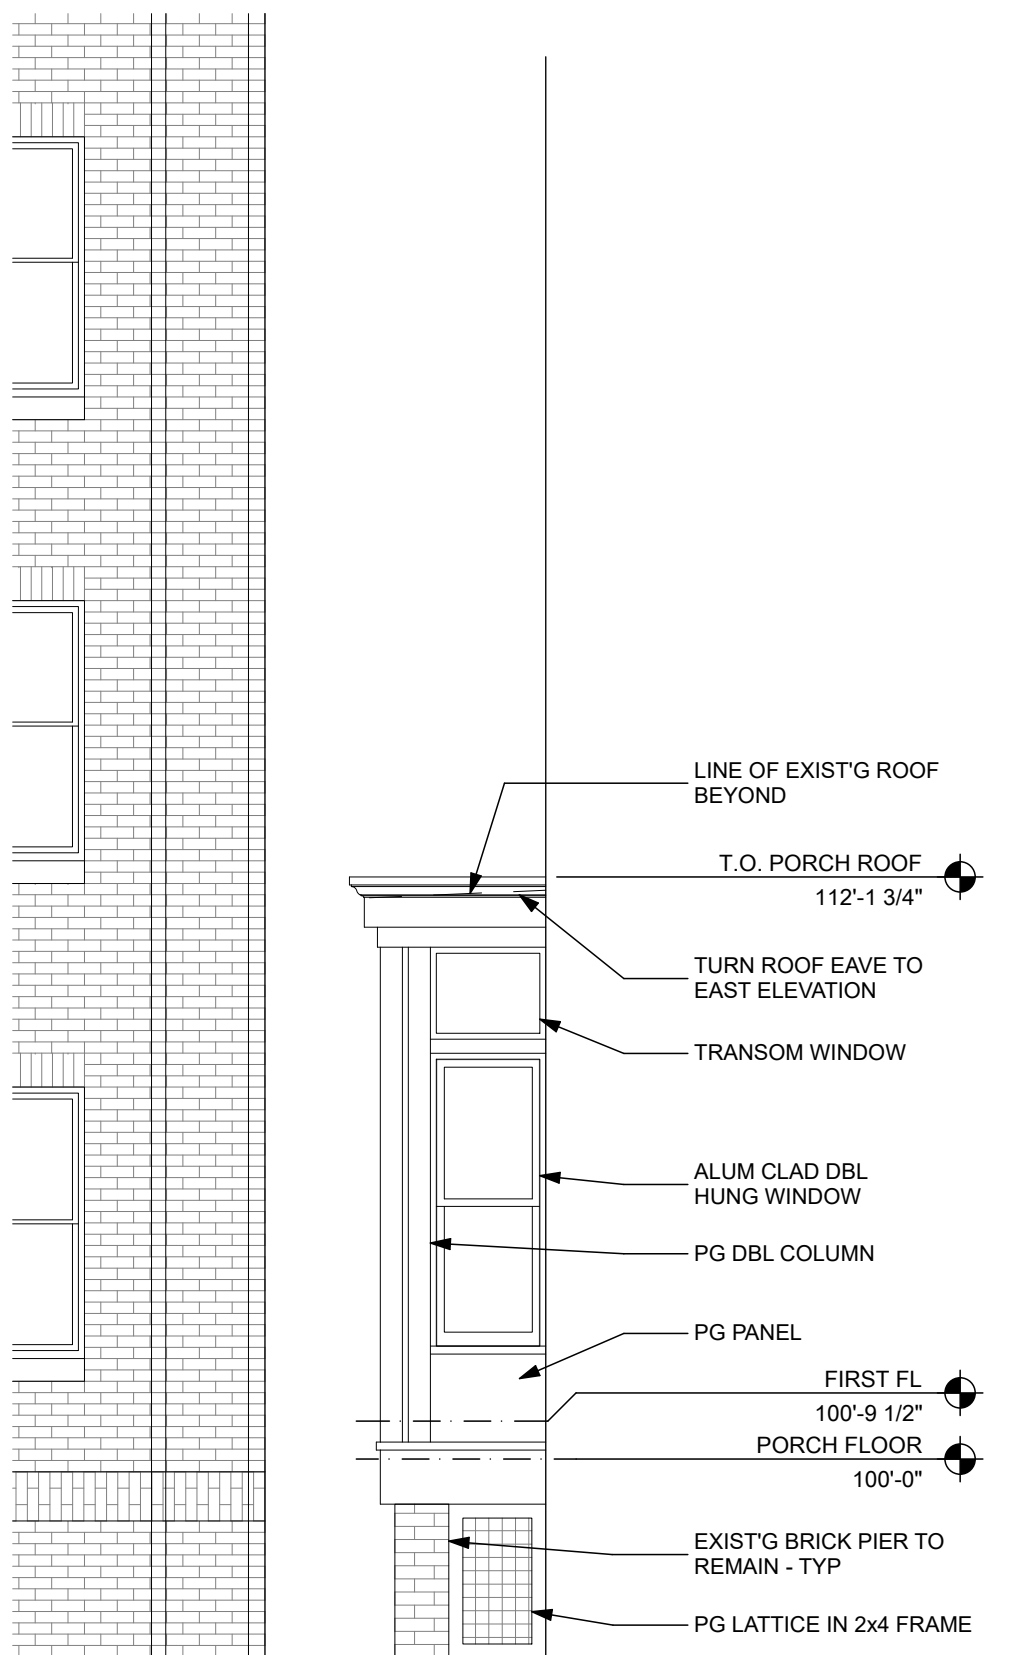 LINE OF EXIST'G ROOF
BEYOND
T.O. PORCH ROOF
112'-1 3/4"
TURN ROOF EAVE TO
EAST ELEVATION
TRANSOM WINDOW
ALUM CLAD DBL
HUNG WINDOW
PG DBL COLUMN
PG PANEL
FIRST FL
100'-9 1/2"
PORCH FLOOR
100'-0"
EXIST'G BRICK PIER TO
REMAIN - TYP
PG LATTICE IN 2x4 FRAME